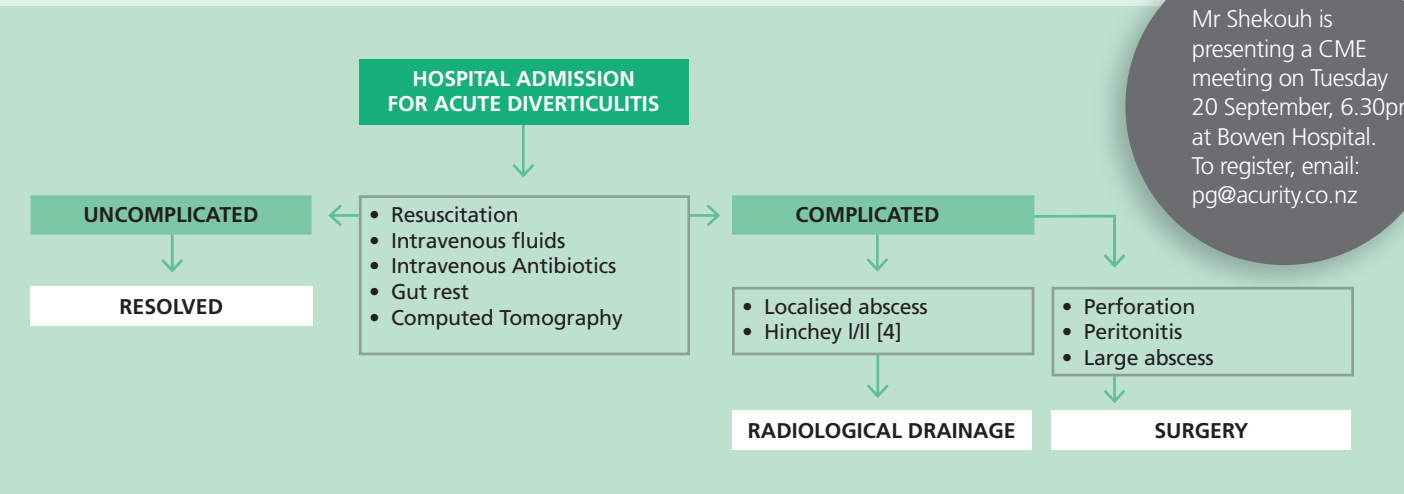 Mr Shekouh is
presenting a CME
meeting on Tuesday
20 September, 6.30pm
at Bowen Hospital.
To register, email:
pg@acurity.co.nz
HOSPITAL ADMISSION
FOR ACUTE DIVERTICULITIS
UNCOMPLICATED
RESOLVED
• Resuscitation
• Intravenous fluids
• Intravenous Antibiotics
• Gut rest
• Computed Tomography
COMPLICATED
• Localised abscess
• Hinchey l/ll [4]
RADIOLOGICAL DRAINAGE
• Perforation
• Peritonitis
• Large abscess
SURGERY